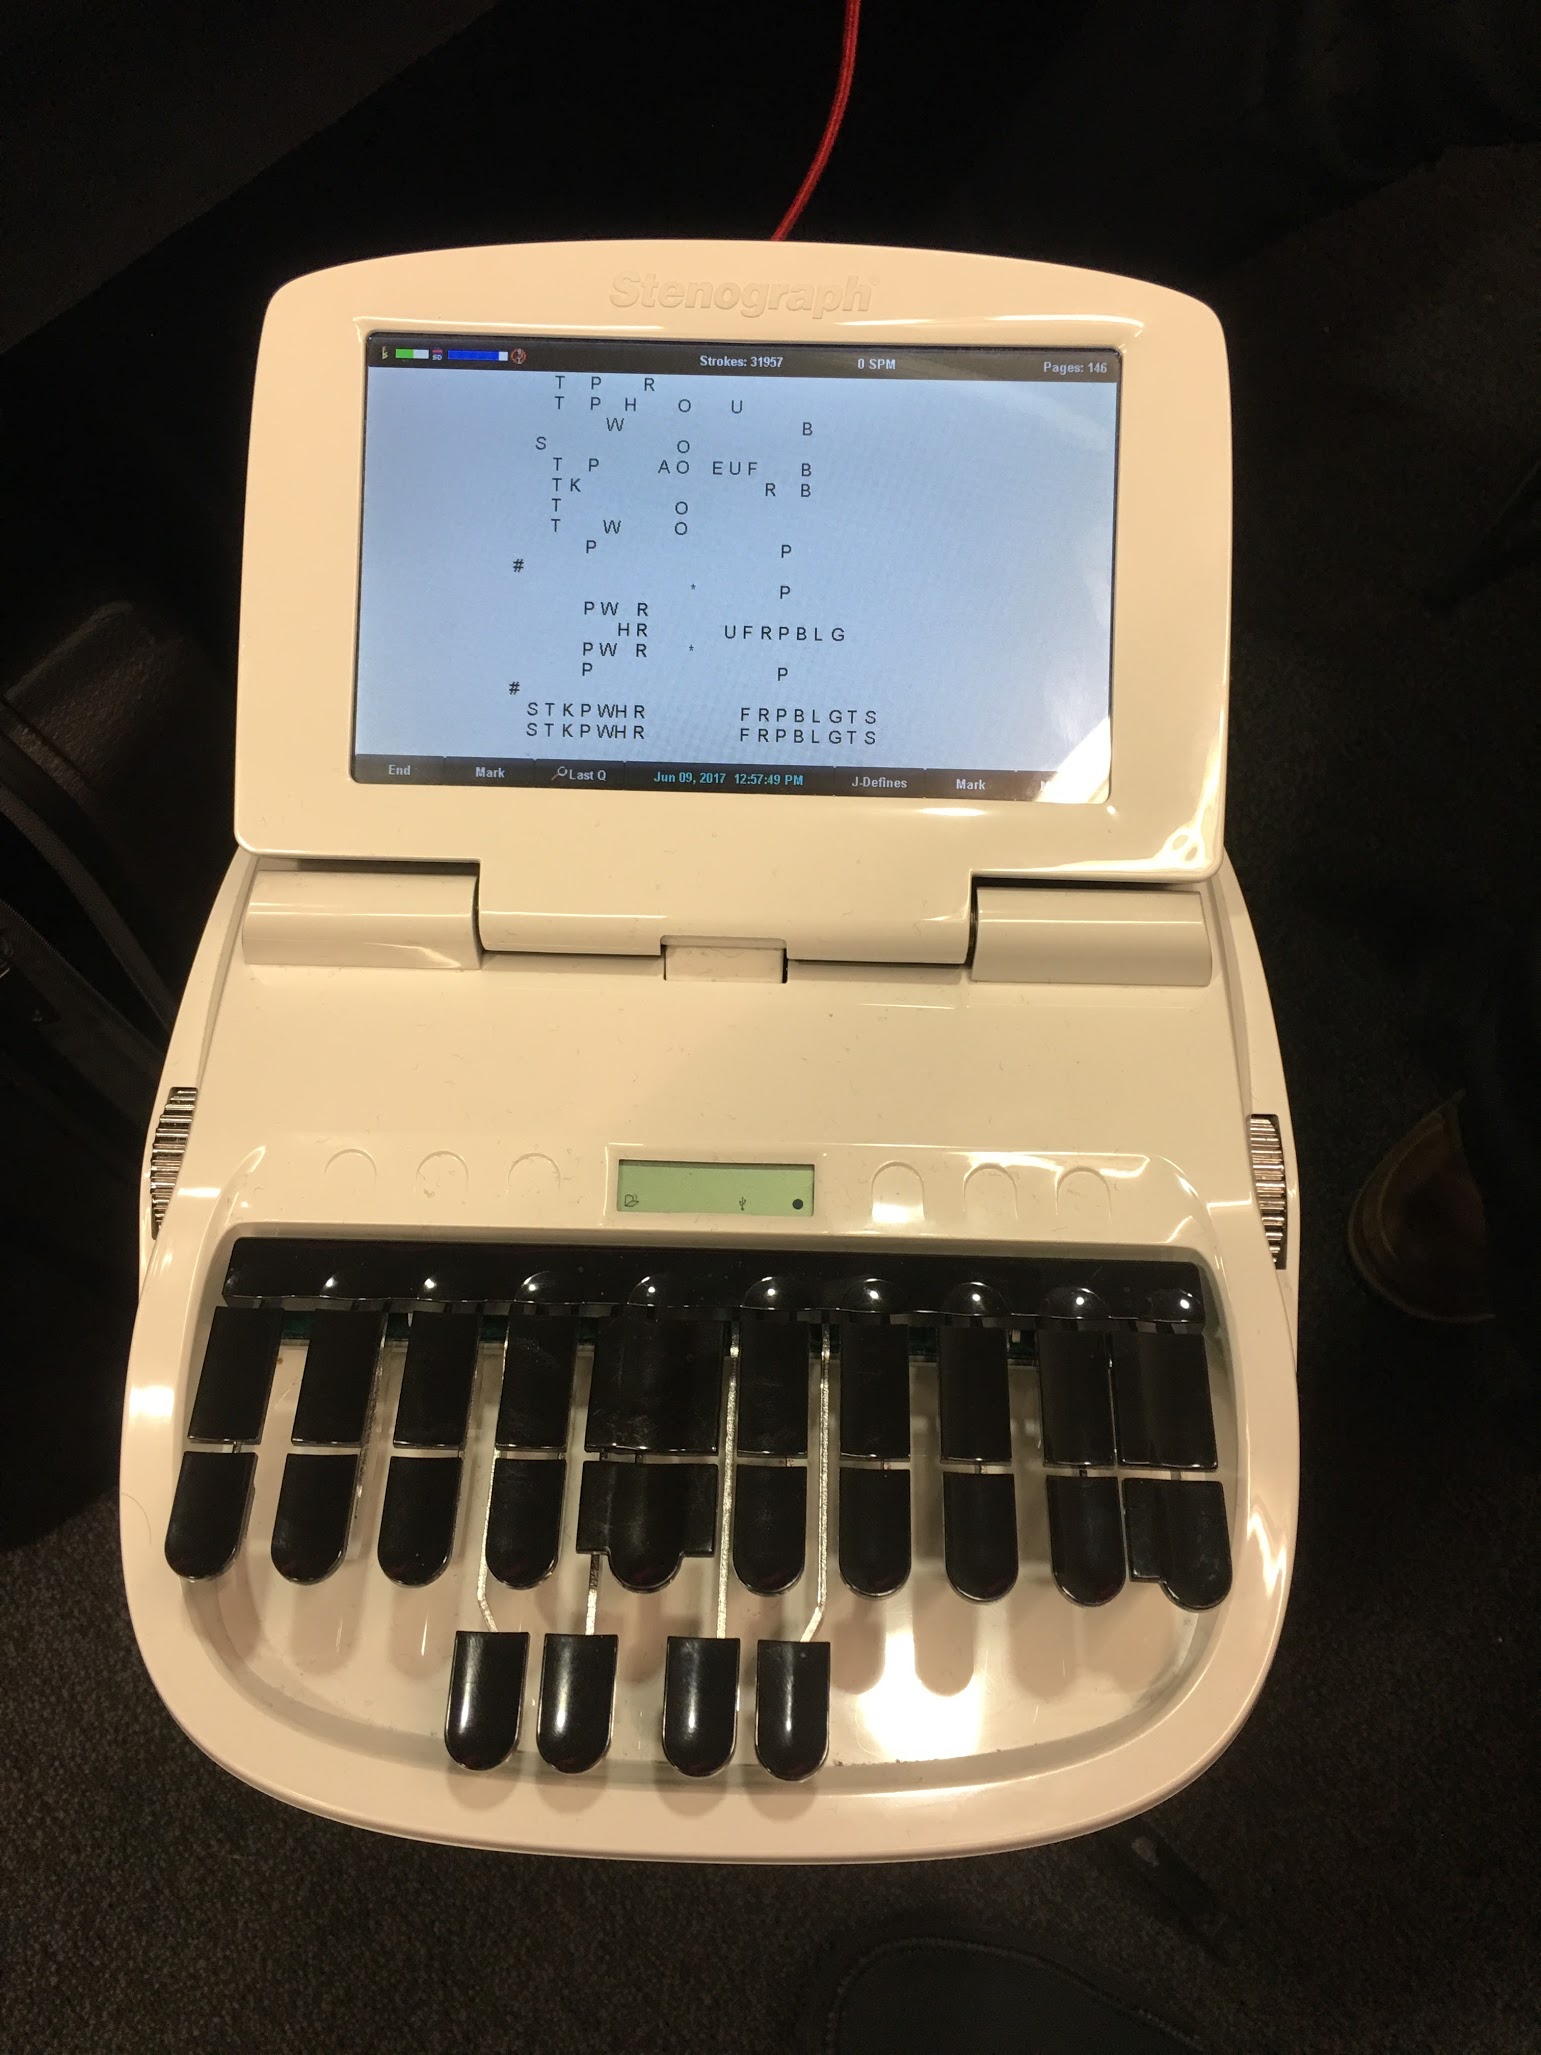 Stenograph
SD Strokes: 31957 0 SPM Pages: 146
T P R
T P H O U
W B
S O
T P A O E U F B
T K R B
T O
T W O
P P
#
* P
P W R
H R U F R P B L G
P W R *
P P
#
S T K P W H R F R P B L G T S
S T K P W H R F R P B L G T S
End Mark Last Q Jun 09, 2017 12:57:49 PM J-Defines Mark